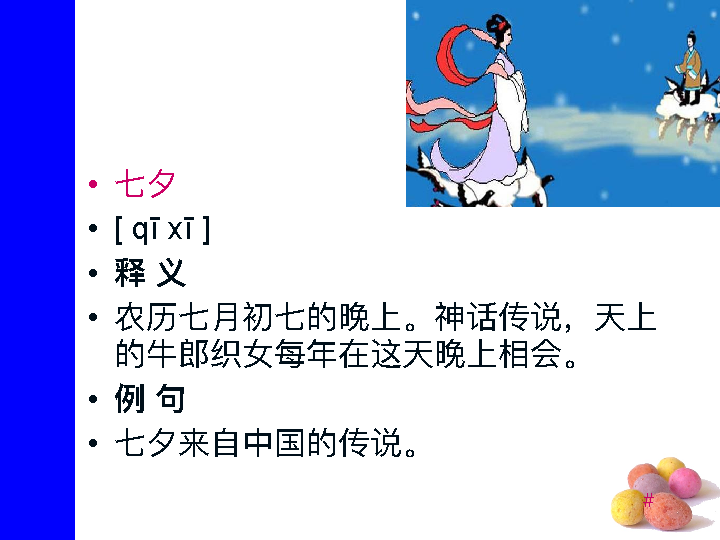 • 七夕
• [ qī xī ]
• 释 义
• 农历七月初七的晚上。神话传说，天上
的牛郎织女每年在这天晚上相会。
• 例 句
• 七夕来自中国的传说。
#